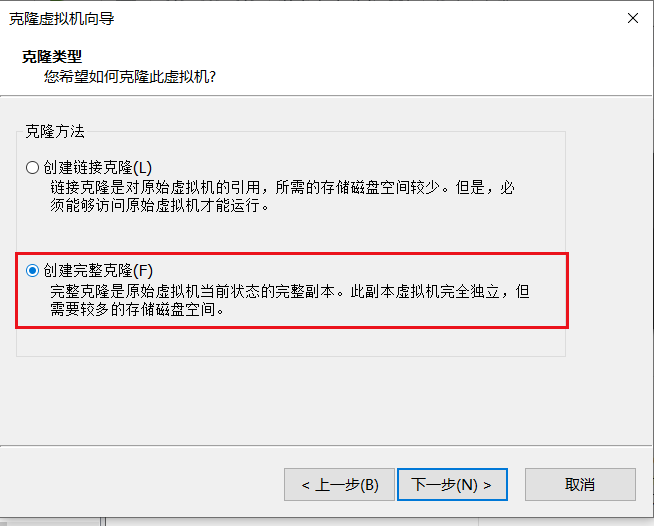 克隆虚拟机向导
克隆类型
您希望如何克隆此虚拟机?
克隆方法
创建链接克隆(L)
链接克隆是对原始虚拟机的引用，所需的存储磁盘空间较少。但是，必
须能够访问原始虚拟机才能运行。
创建完整克隆(F)
完整克隆是原始虚拟机当前状态的完整副本。此副本虚拟机完全独立，但
需要较多的存储磁盘空间。
< 上一步(B)
下一步(N) >
取消